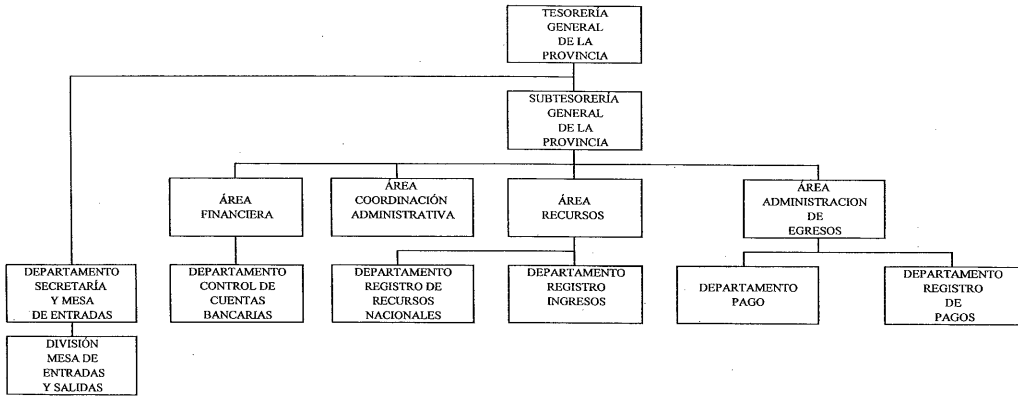 TESORERÍA
GENERAL
DE LA
PROVINCIA
SUBTESORERÍA
GENERAL
DE LA
PROVINCIA
ÁREA
FINANCIERA
ÁREA
COORDINACIÓN
ADMINISTRATIVA
ÁREA
RECURSOS
ÁREA
ADMINISTRACION
DE
EGRESOS
DEPARTAMENTO
SECRETARÍA
Y MESA
DE ENTRADAS
DEPARTAMENTO
CONTROL DE
CUENTAS
BANCARIAS
DEPARTAMENTO
REGISTRO DE
RECURSOS
NACIONALES
DEPARTAMENTO
REGISTRO
INGRESOS
DEPARTAMENTO
PAGO
DEPARTAMENTO
REGISTRO
DE
PAGOS
DIVISIÓN
MESA DE
ENTRADAS
Y SALIDAS